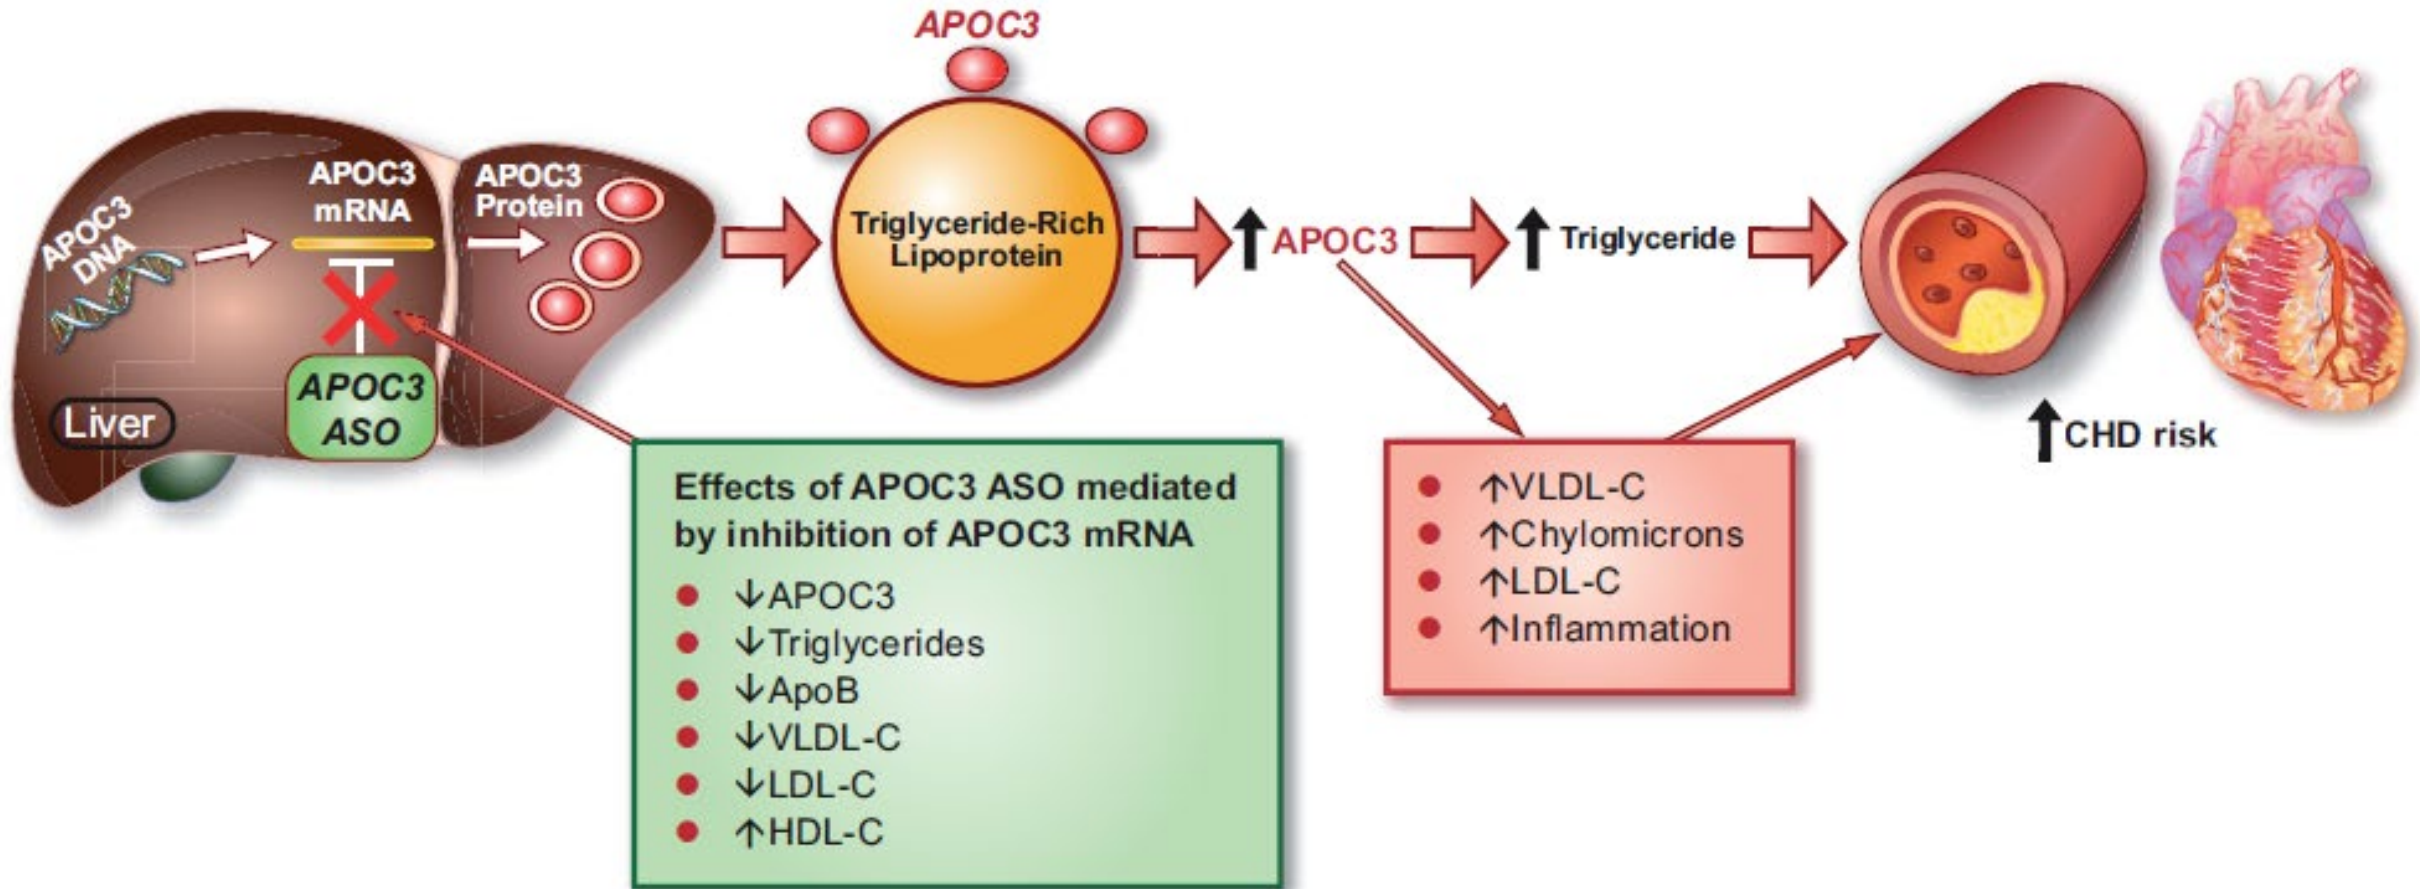 APOC3
DNA
APOC3
mRNA
APOC3
Protein
APOC3
ASO
Liver
APOC3
Triglyceride-Rich
Lipoprotein
↑ APOC3
↑ Triglyceride
↑ CHD risk
Effects of APOC3 ASO mediated
by inhibition of APOC3 mRNA
● ↓APOC3
● ↓Triglycerides
● ↓ApoB
● ↓VLDL-C
● ↓LDL-C
● ↑HDL-C
● ↑VLDL-C
● ↑Chylomicrons
● ↑LDL-C
● ↑Inflammation